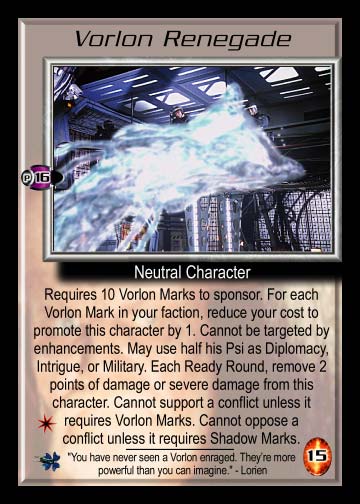 Vorlon Renegade
P 16
Neutral Character
Requires 10 Vorlon Marks to sponsor. For each
Vorlon Mark in your faction, reduce your cost to
promote this character by 1. Cannot be targeted by
enhancements. May use half his Psi as Diplomacy,
Intrigue, or Military. Each Ready Round, remove 2
points of damage or severe damage from this
character. Cannot support a conflict unless it
requires Vorlon Marks. Cannot oppose a
conflict unless it requires Shadow Marks.
"You have never seen a Vorlon enraged. They're more
powerful than you can imagine." - Lorien
15